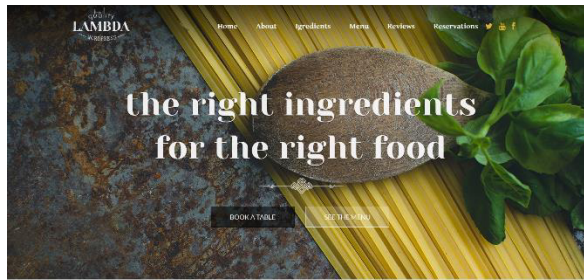 quality
LAMBDA
Home About Igredients Menu Reviews Reservations
the right ingredients
for the right food
BOOK A TABLE
SEE THE MENU